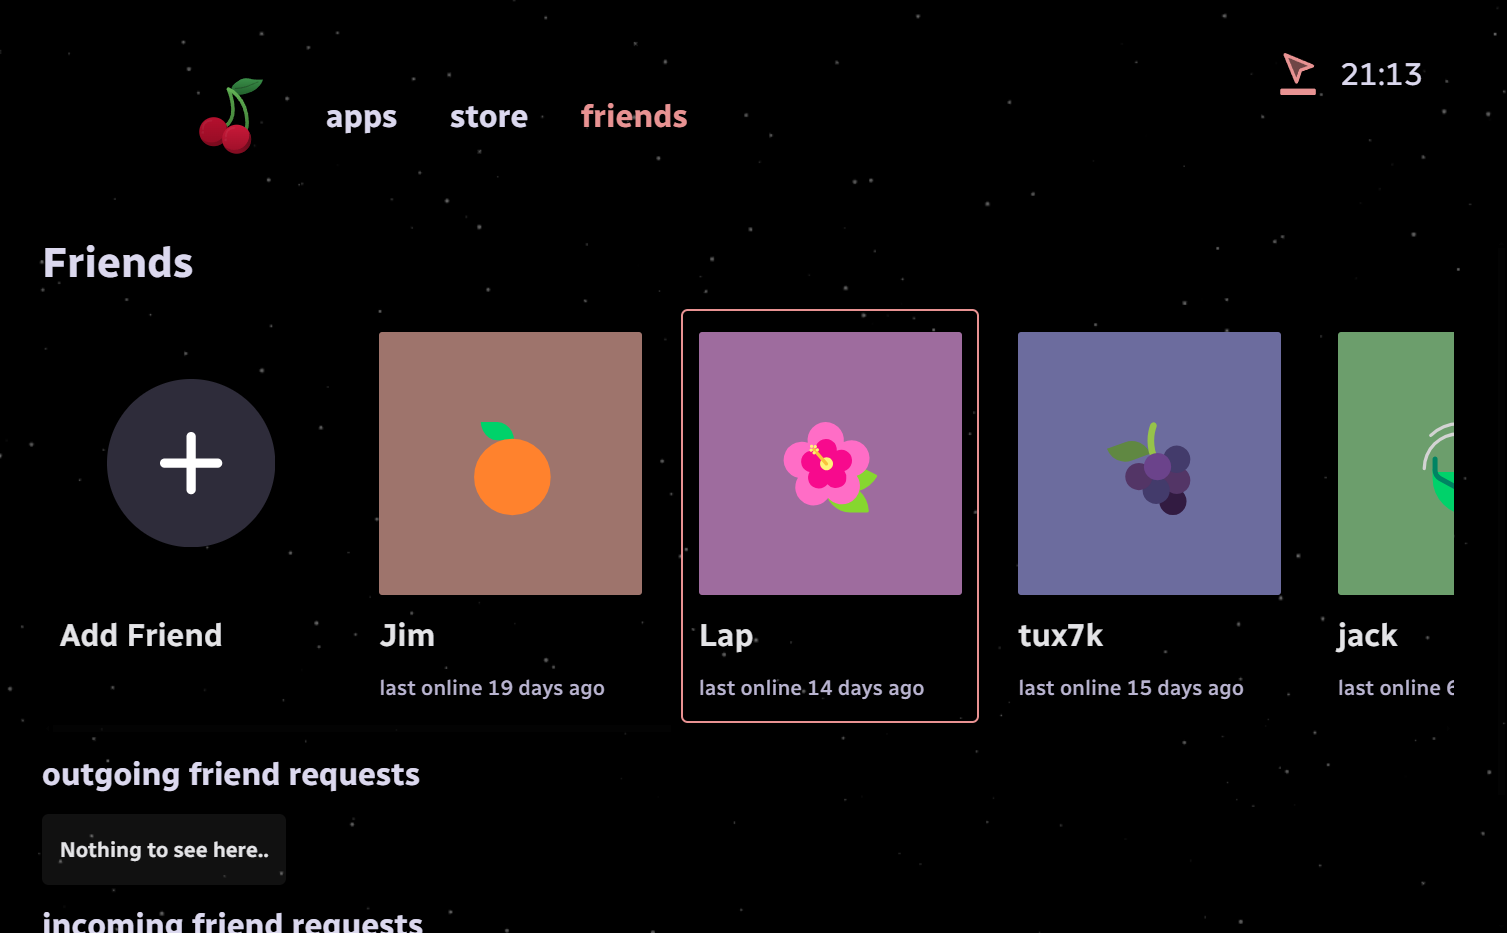 apps store friends
21:13
Friends
Add Friend
Jim
last online 19 days ago
Lap
last online 14 days ago
tux7k
last online 15 days ago
jack
last online
outgoing friend requests
Nothing to see here..
incoming friend requests